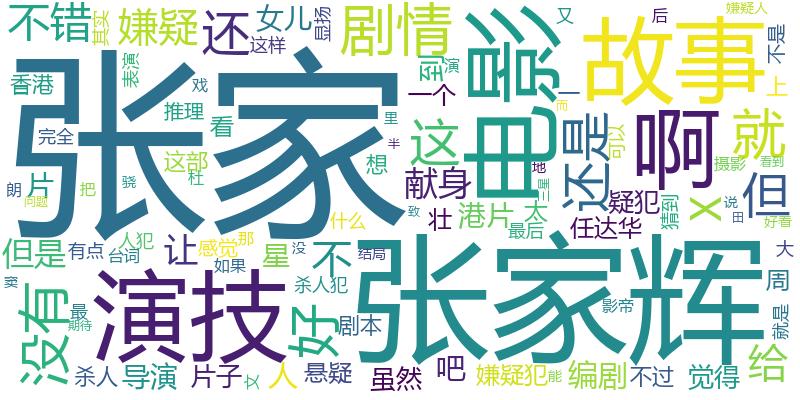 不错
嫌疑
还
女儿
显扬
剧情
电影
又
后
嫌疑人
故事
不是
其实
这样
到
演
香港
表演
戏
一个
一
上
张家
推理
看
里
啊
就
完全
这部
想
半
这
还是
可以
摄影
看到
朗
片
把
骁
杜
献身
地
疑犯
X
但
问题
壮
港片
太
三星
猜到
说
田
好看
而
但是
有点
人犯
台词
让
感觉
那
什么
星
不
致
最后
任达华
大
没有
窦
最
期待
演技
如果
没
结局
杀人犯
好
张家辉
影帝
周
就是
剧本
给
杀人
导演
片子
文
人
悬疑
虽然
吧
嫌疑犯
能
编剧
不过
觉得